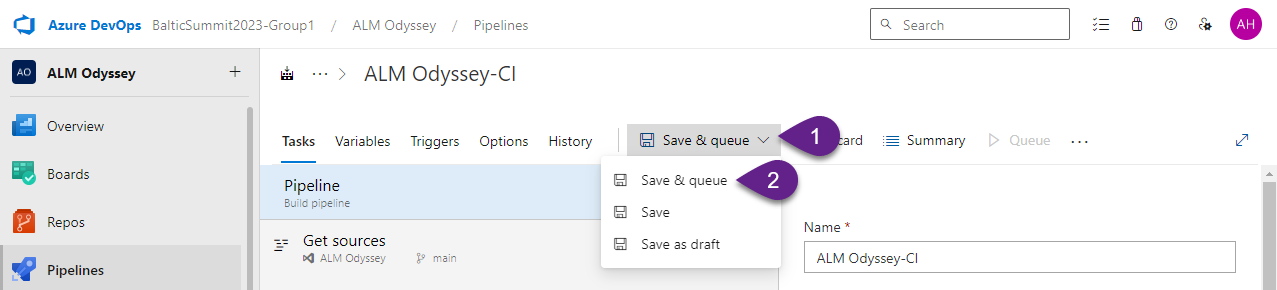 Azure DevOps BalticSummit2023-Group1 / ALM Odyssey / Pipelines Search AH
AO ALM Odyssey +
... > ALM Odyssey-CI
Overview
Boards
Repos
Pipelines
Tasks Variables Triggers Options History Save & queue 1 card Summary Queue ...
Pipeline
Build pipeline
Get sources
ALM Odyssey main
Save & queue 2
Save
Save as draft
Name *
ALM Odyssey-CI